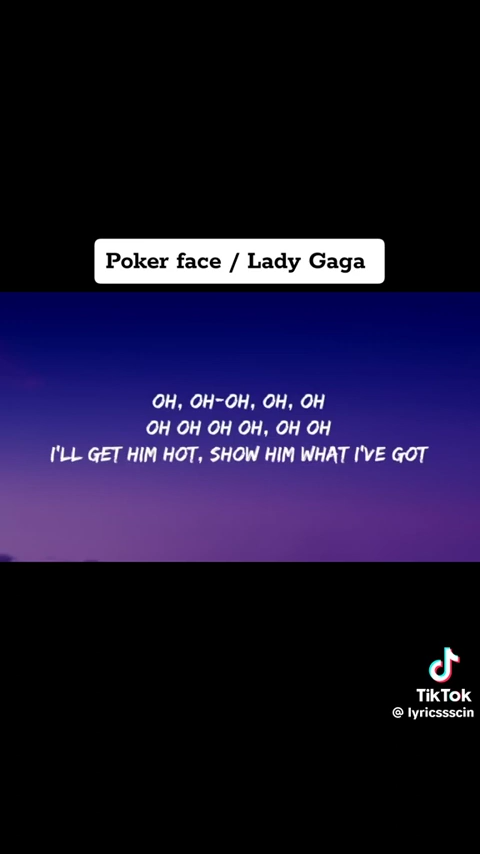 Poker face / Lady Gaga
OH, OH-OH, OH, OH
OH OH OH OH, OH OH
I'LL GET HIM HOT, SHOW HIM WHAT I'VE GOT
TikTok
@ lyricssscin